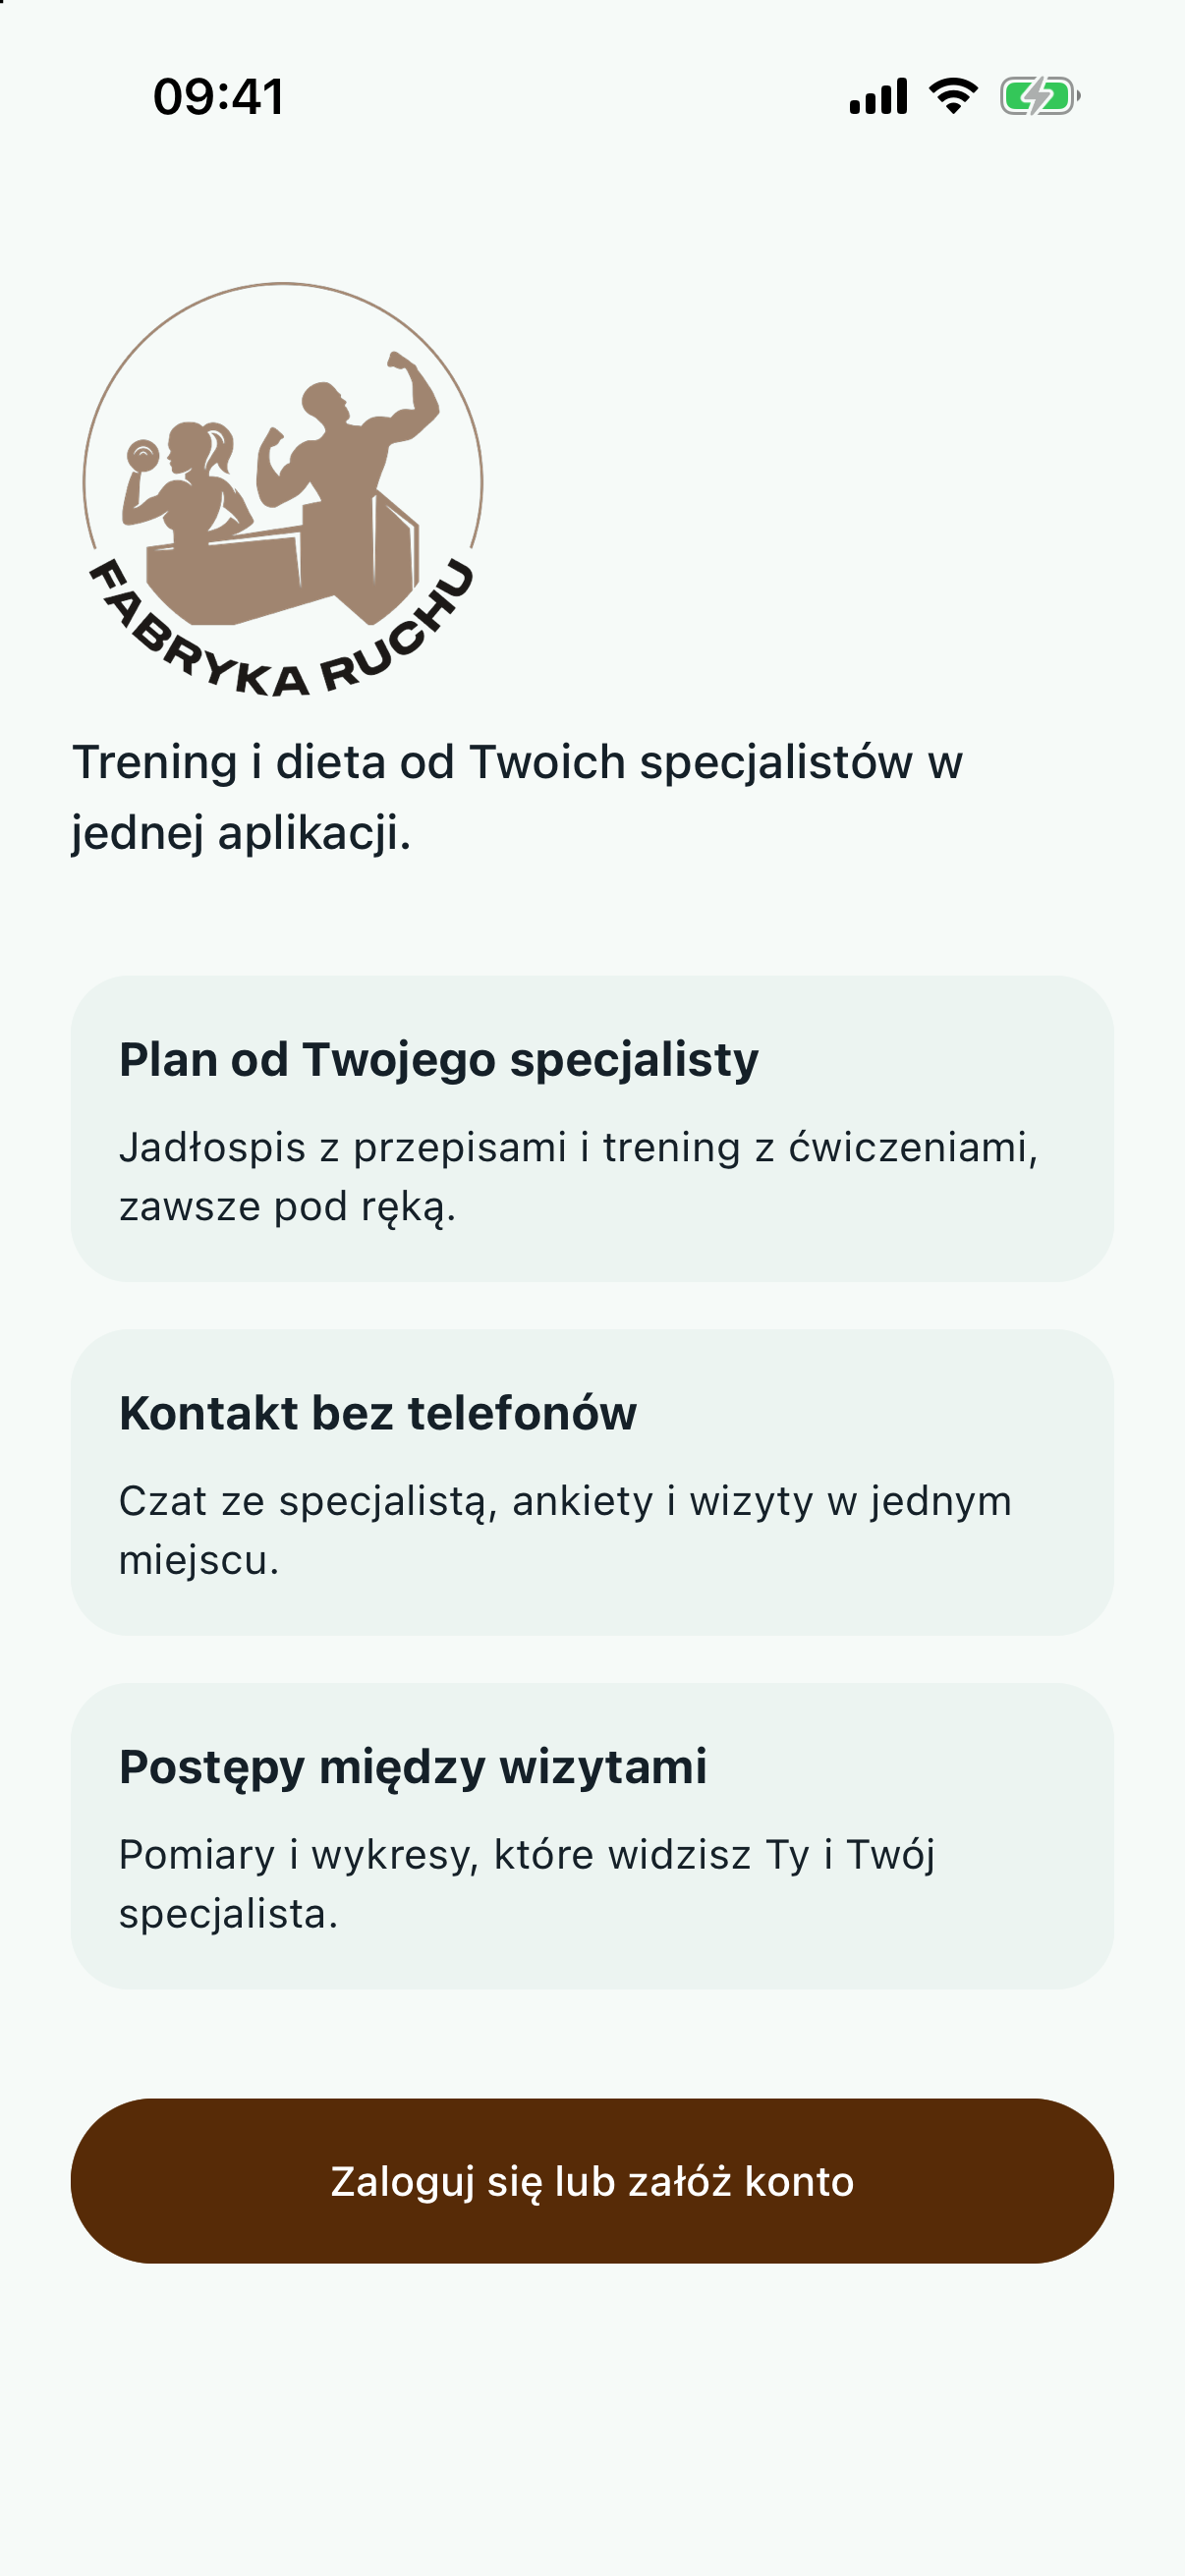 09:41
FABRYKA RUCHU
Trening i dieta od Twoich specjalistów w
jednej aplikacji.
Plan od Twojego specjalisty
Jadłospis z przepisami i trening z ćwiczeniami,
zawsze pod ręką.
Kontakt bez telefonów
Czat ze specjalistą, ankiety i wizyty w jednym
miejscu.
Postępy między wizytami
Pomiary i wykresy, które widzisz Ty i Twój
specjalista.
Zaloguj się lub załóż konto